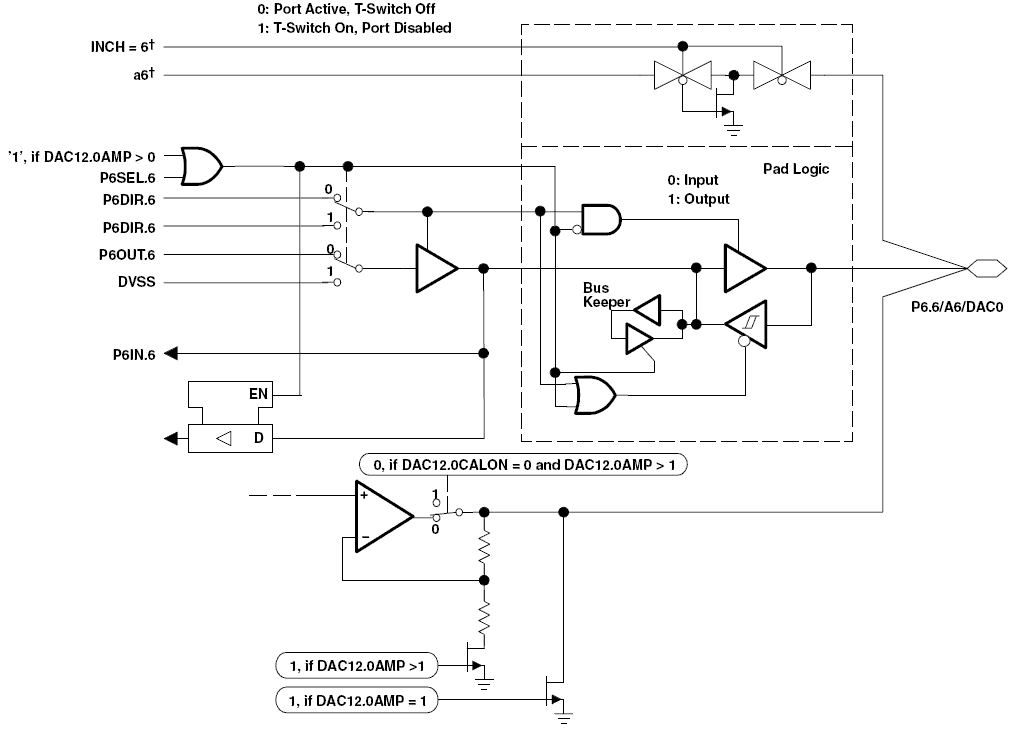 0: Port Active, T-Switch Off
1: T-Switch On, Port Disabled
INCH = 6†
a6†
'1', if DAC12.0AMP > 0
P6SEL.6
P6DIR.6
P6DIR.6
P6OUT.6
DVSS
0
1
0
1
Pad Logic
0: Input
1: Output
Bus
Keeper
P6.6/A6/DAC0
P6IN.6
EN
D
0, if DAC12.0CALON = 0 and DAC12.0AMP > 1
+
−
1
0
1, if DAC12.0AMP >1
1, if DAC12.0AMP = 1